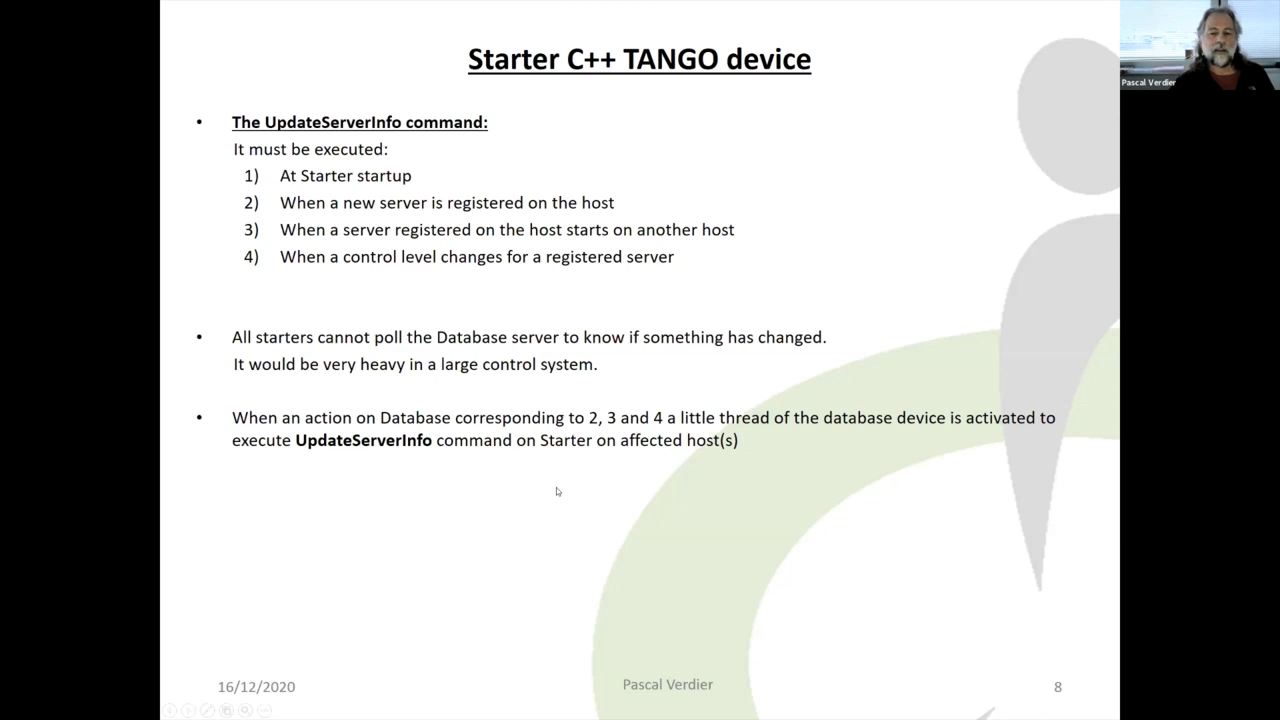 Starter C++ TANGO device
Pascal Verdier
• The UpdateServerInfo command:
It must be executed:
1) At Starter startup
2) When a new server is registered on the host
3) When a server registered on the host starts on another host
4) When a control level changes for a registered server
• All starters cannot poll the Database server to know if something has changed.
It would be very heavy in a large control system.
• When an action on Database corresponding to 2, 3 and 4 a little thread of the database device is activated to
execute UpdateServerInfo command on Starter on affected host(s)
16/12/2020
Pascal Verdier
8